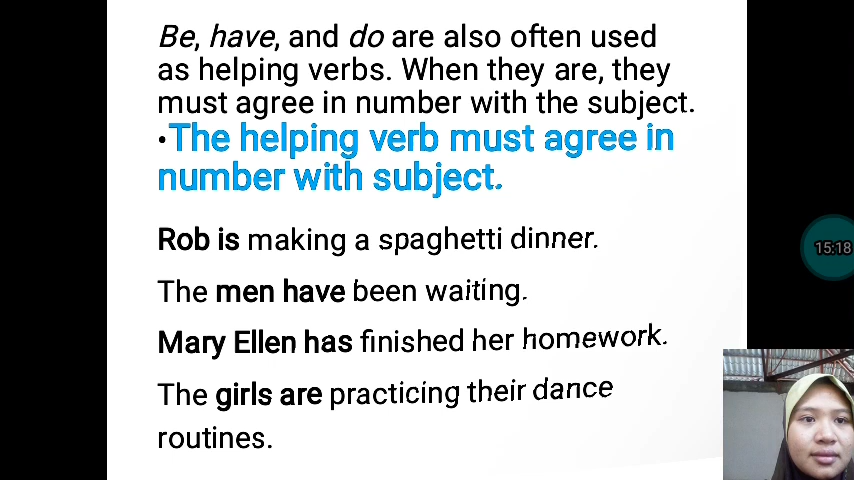 Be, have, and do are also often used
as helping verbs. When they are, they
must agree in number with the subject.
•The helping verb must agree in
number with subject.
Rob is making a spaghetti dinner.
The men have been waiting.
Mary Ellen has finished her homework.
The girls are practicing their dance
routines.
15:18